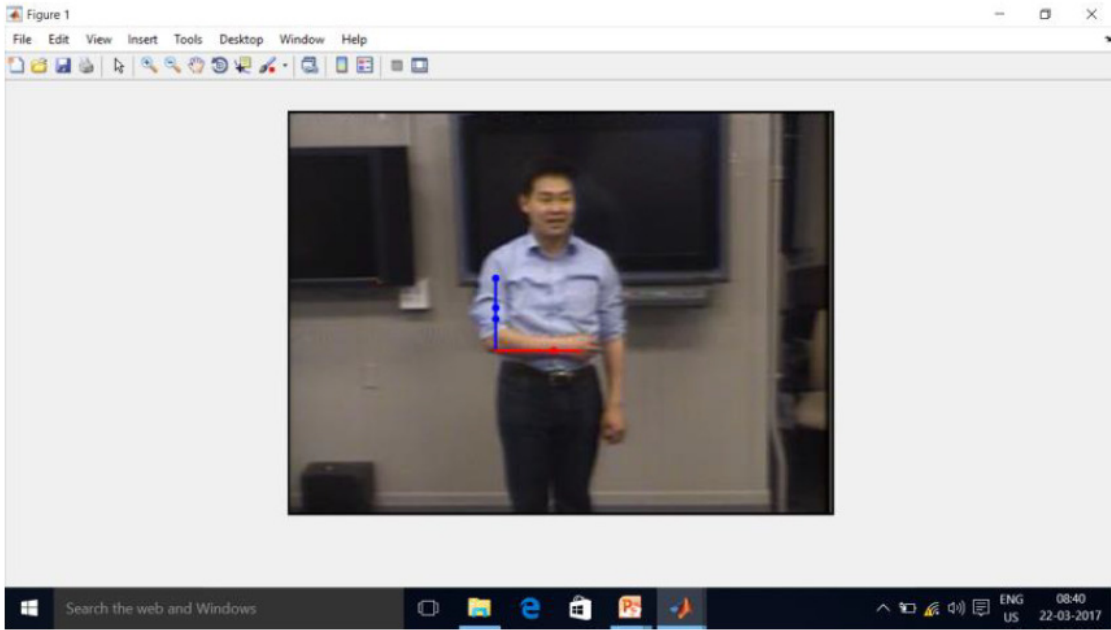 Figure 1
File Edit View Insert Tools Desktop Window Help
Search the web and Windows
ENG
US
08:40
22-03-2017